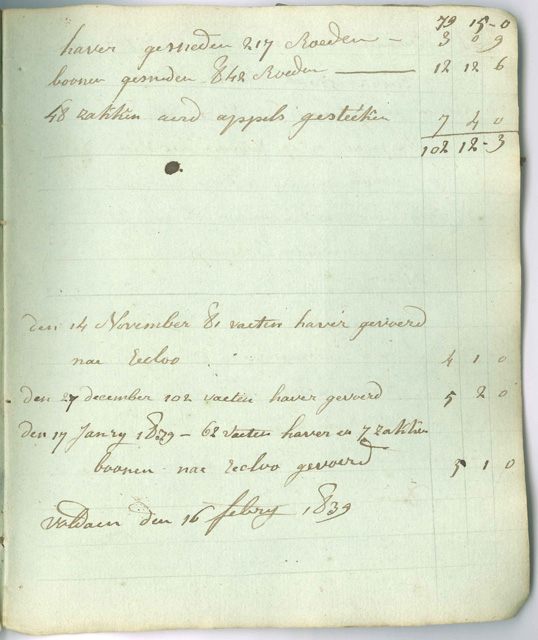 79 15-0
haver gesneden 217 Roeden - 3 0 9
boonen gesneden 842 Roeden — 12 12 6
48 zakken aerd appels gesteken 7 4 0
102 12-3
den 14 November 81 vaeten haver gevoerd
nae Eecloo 4 1 0
den 27 december 102 vaeten haver gevoerd 5 2 0
den 17 Janry 1839 - 62 vaeten haver en 7 zakken
boonen nae Eecloo gevoerd 5 1 0
voldaen den 16 febry 1839